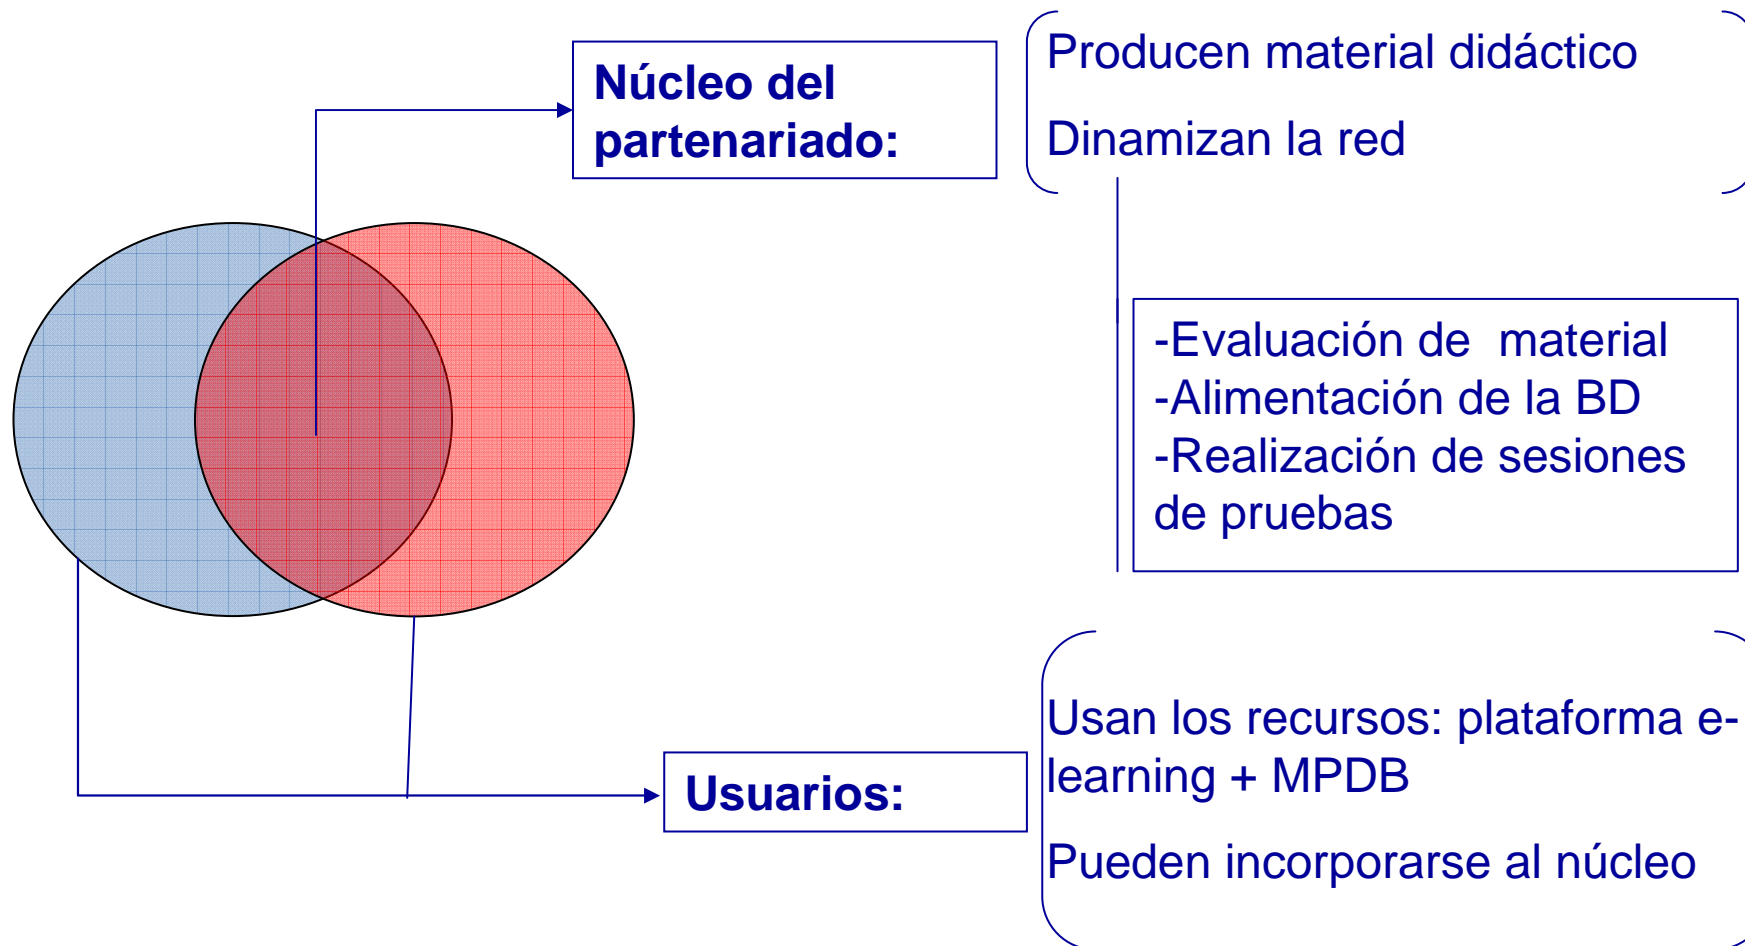 Núcleo del
partenariado:
Producen material didáctico
Dinamizan la red
-Evaluación de  material
-Alimentación de la BD
-Realización de sesiones
de pruebas
Usuarios:
Usan los recursos: plataforma e-
learning + MPDB
Pueden incorporarse al núcleo